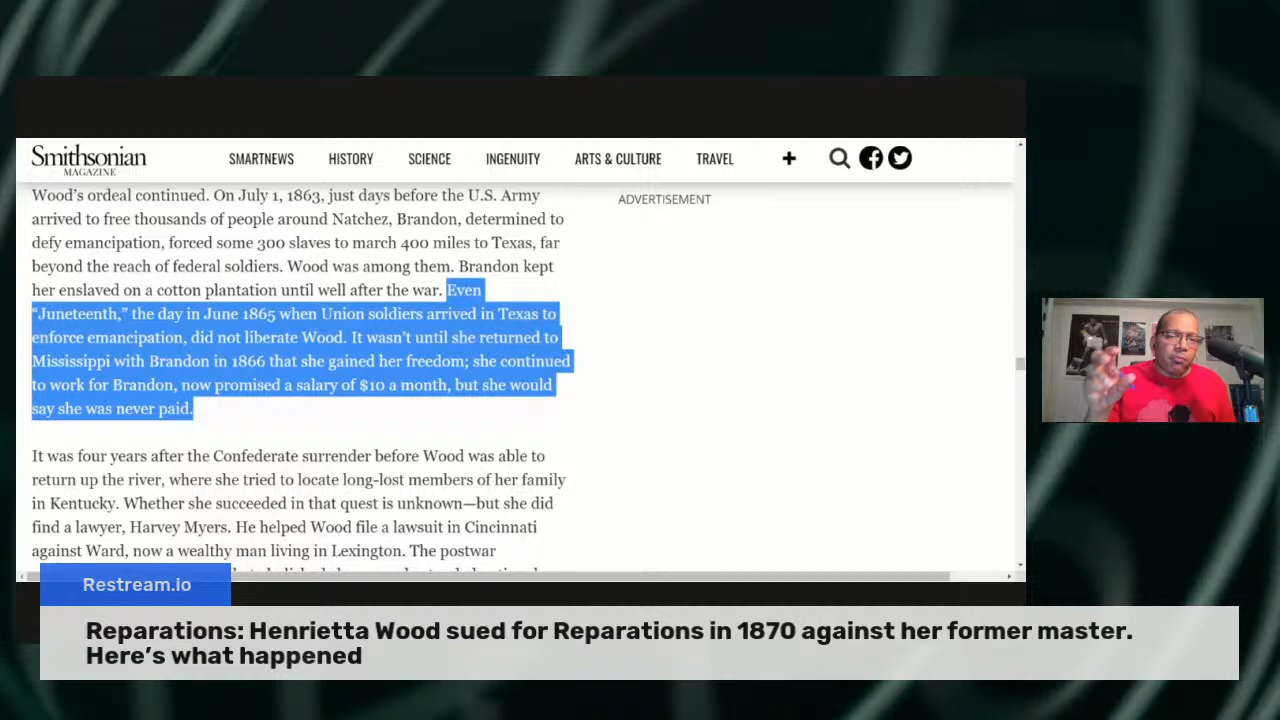 Smithsonian
MAGAZINE
SMARTNEWS HISTORY SCIENCE INGENUITY ARTS & CULTURE TRAVEL
Wood's ordeal continued. On July 1, 1863, just days before the U.S. Army
arrived to free thousands of people around Natchez, Brandon, determined to
defy emancipation, forced some 300 slaves to march 400 miles to Texas, far
beyond the reach of federal soldiers. Wood was among them. Brandon kept
her enslaved on a cotton plantation until well after the war. Even
“Juneteenth,” the day in June 1865 when Union soldiers arrived in Texas to
enforce emancipation, did not liberate Wood. It wasn't until she returned to
Mississippi with Brandon in 1866 that she gained her freedom; she continued
to work for Brandon, now promised a salary of $10 a month, but she would
say she was never paid.
ADVERTISEMENT
It was four years after the Confederate surrender before Wood was able to
return up the river, where she tried to locate long-lost members of her family
in Kentucky. Whether she succeeded in that quest is unknown—but she did
find a lawyer, Harvey Myers. He helped Wood file a lawsuit in Cincinnati
against Ward, now a wealthy man living in Lexington. The postwar
Restream.io
Reparations: Henrietta Wood sued for Reparations in 1870 against her former master.
Here's what happened